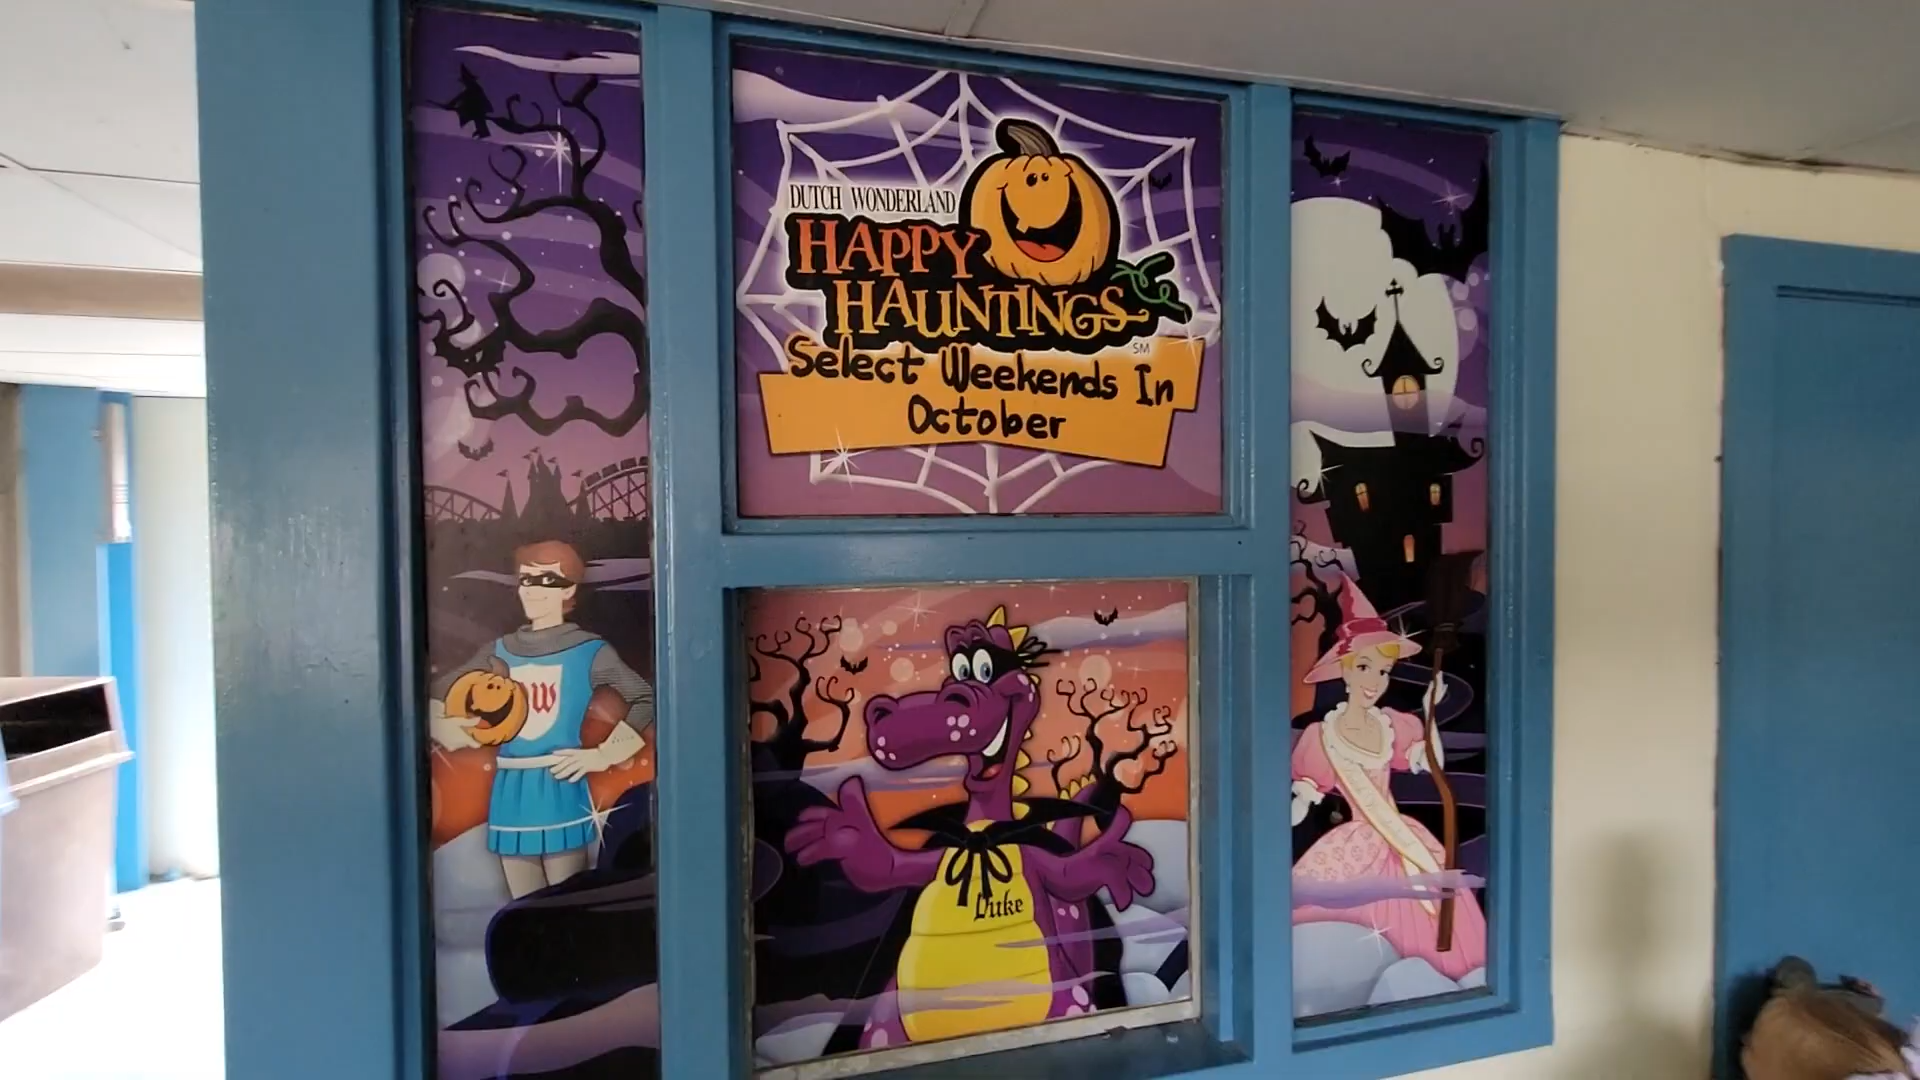 DUTCH WONDERLAND
HAPPY
HAUNTINGS
SM
Select Weekends In
October
W
Duke